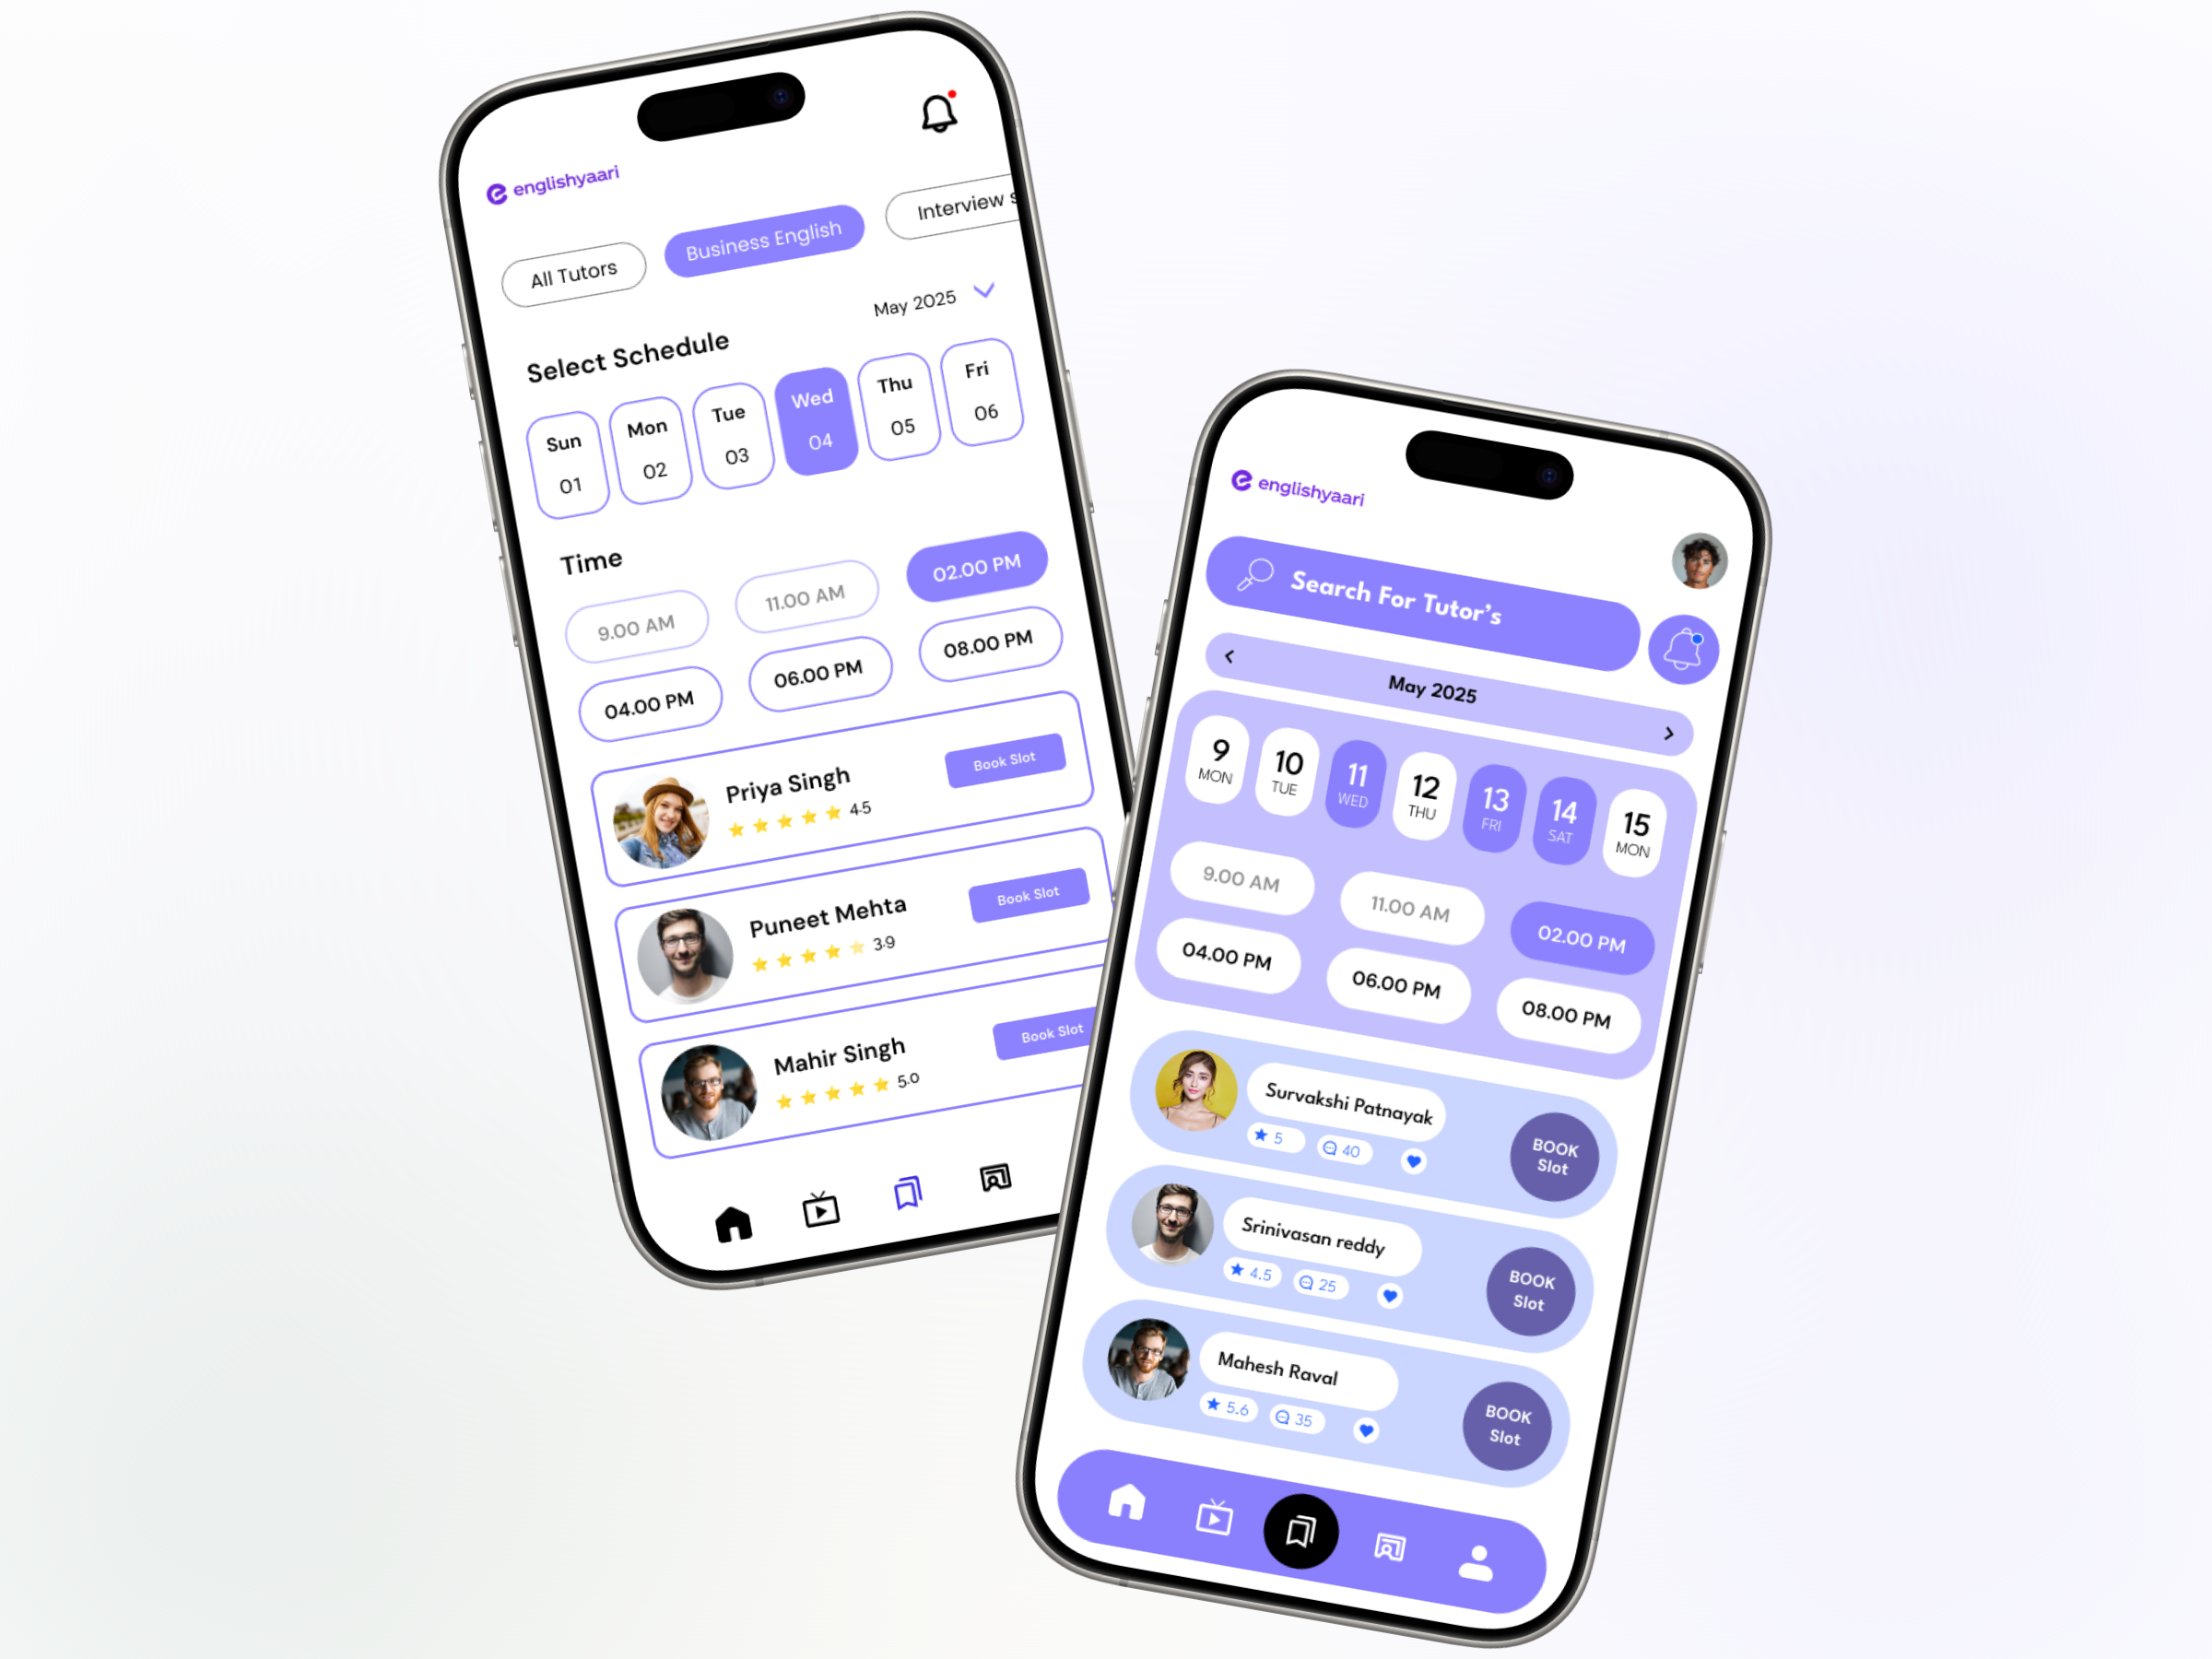 englishyaari
All Tutors
Business English
Interview s
May 2025
Select Schedule
Sun Mon Tue Wed Thu Fri
01 02 03 04 05 06
Time
9.00 AM 11.00 AM 02.00 PM
04.00 PM 06.00 PM 08.00 PM
Priya Singh
4.5
Book Slot
Puneet Mehta
3.9
Book Slot
Mahir Singh
5.0
Book Slot
englishyaari
Search For Tutor’s
May 2025
9 10 11 12 13 14 15
MON TUE WED THU FRI SAT MON
9.00 AM 11.00 AM 02.00 PM
04.00 PM 06.00 PM 08.00 PM
Survakshi Patnayak
5 40
BOOK
Slot
Srinivasan reddy
4.5 25
BOOK
Slot
Mahesh Raval
5.6 35
BOOK
Slot